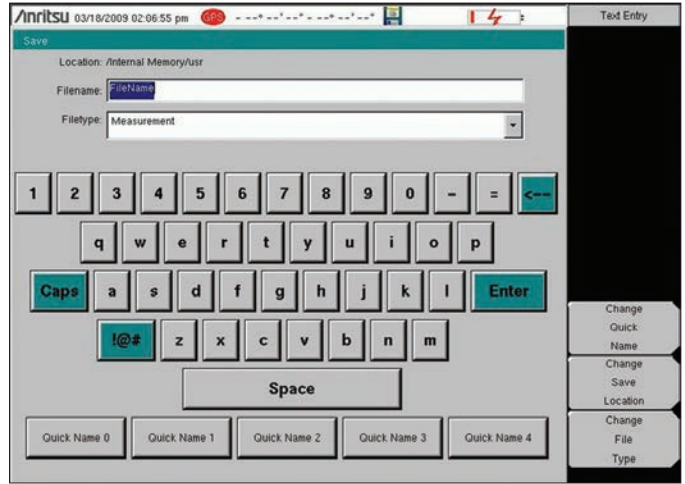 Anritsu 03/18/2009 02:06:55 pm GPS - --.-* --'--"- --.-* --'--" Text Entry
Save
Location: /Internal Memory/usr
Filename: FileName
Filetype: Measurement
1 2 3 4 5 6 7 8 9 0 - = <--
q w e r t y u i o p
Caps a s d f g h j k l Enter
!@# z x c v b n m
Space
Quick Name 0 Quick Name 1 Quick Name 2 Quick Name 3 Quick Name 4
Change
Quick
Name
Change
Save
Location
Change
File
Type